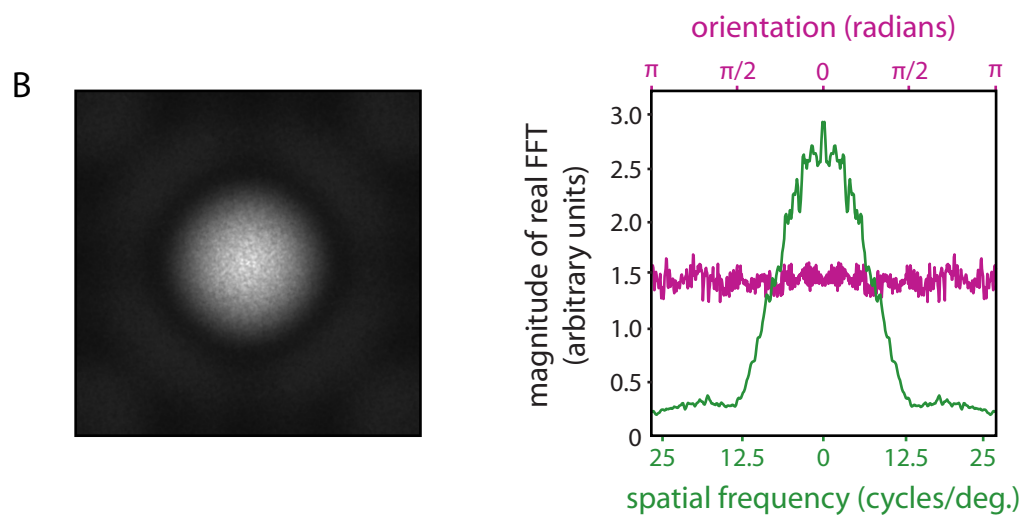 B
orientation (radians)
π π/2 0 π/2 π
magnitude of real FFT
(arbitrary units)
3.0
2.5
2.0
1.5
1.0
0.5
0
25 12.5 0 12.5 25
spatial frequency (cycles/deg.)